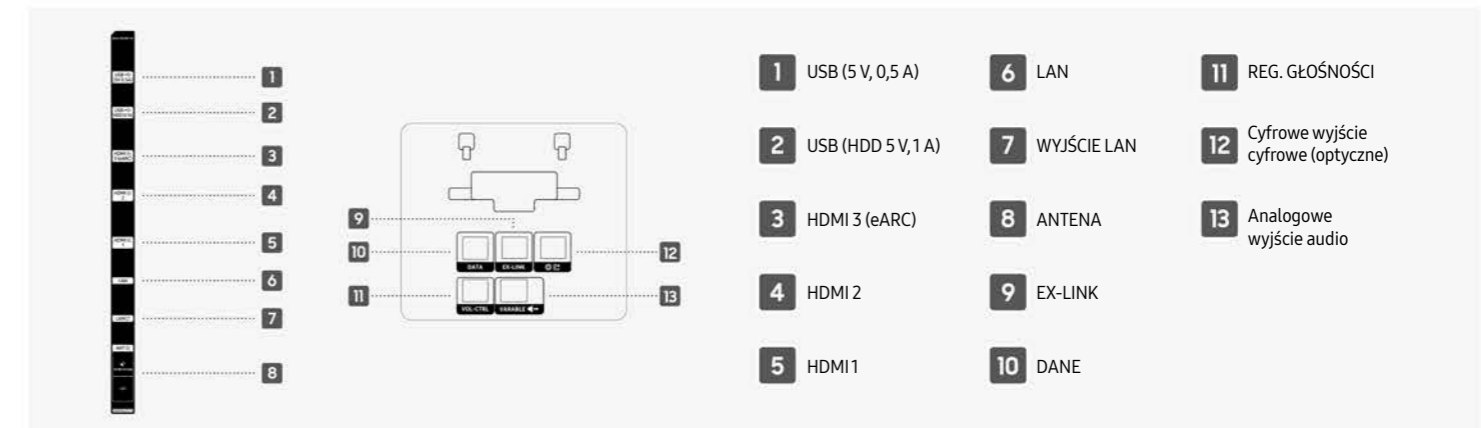 1
2
3
4
5
6
7
8
9
10
11
12
13
DATA
EX-LINK
VOL-CTRL
VARIABLE
1 USB (5 V, 0,5 A)
2 USB (HDD 5 V, 1 A)
3 HDMI 3 (eARC)
4 HDMI 2
5 HDMI 1
6 LAN
7 WYJŚCIE LAN
8 ANTENA
9 EX-LINK
10 DANE
11 REG. GŁOŚNOŚCI
12 Cyfrowe wyjście
cyfrowe (optyczne)
13 Analogowe
wyjście audio